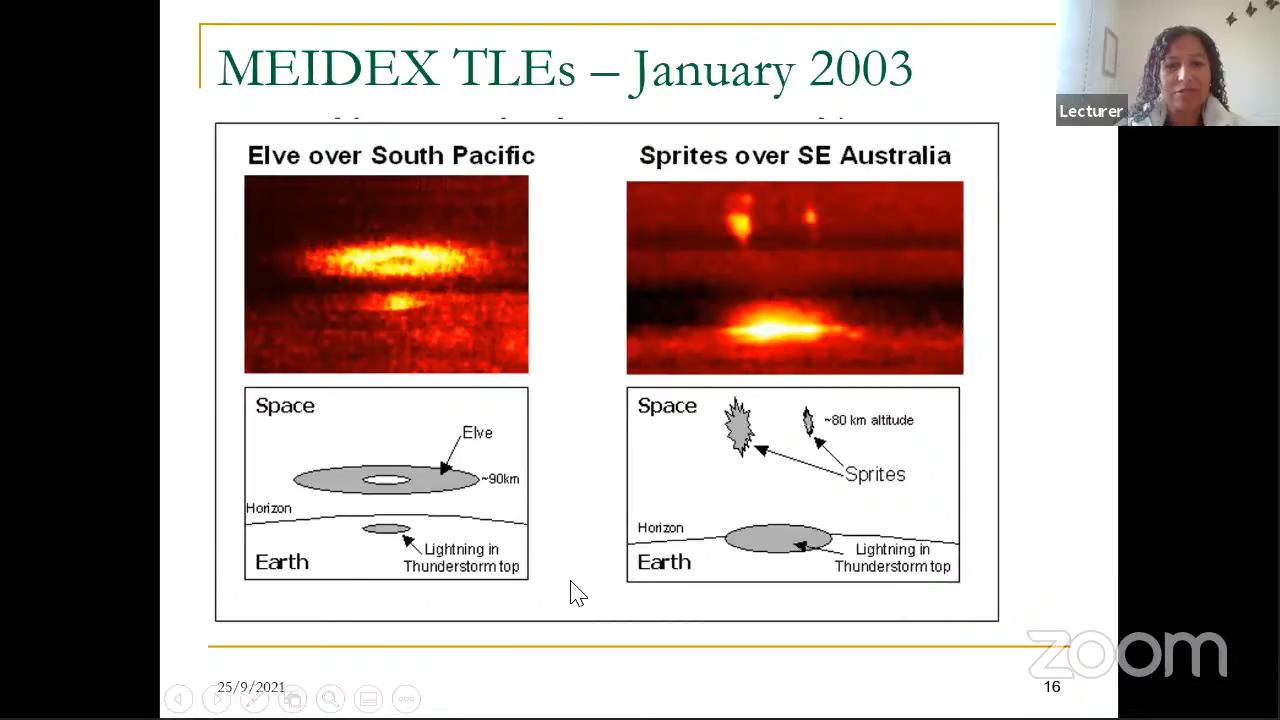 MEIDEX TLEs – January 2003
Lecturer
Elve over South Pacific
Sprites over SE Australia
Space
Elve
~90km
Horizon
Earth
Lightning in
Thunderstorm top
Space
~80 km altitude
Sprites
Horizon
Earth
Lightning in
Thunderstorm top
zoom
25/9/2021
16